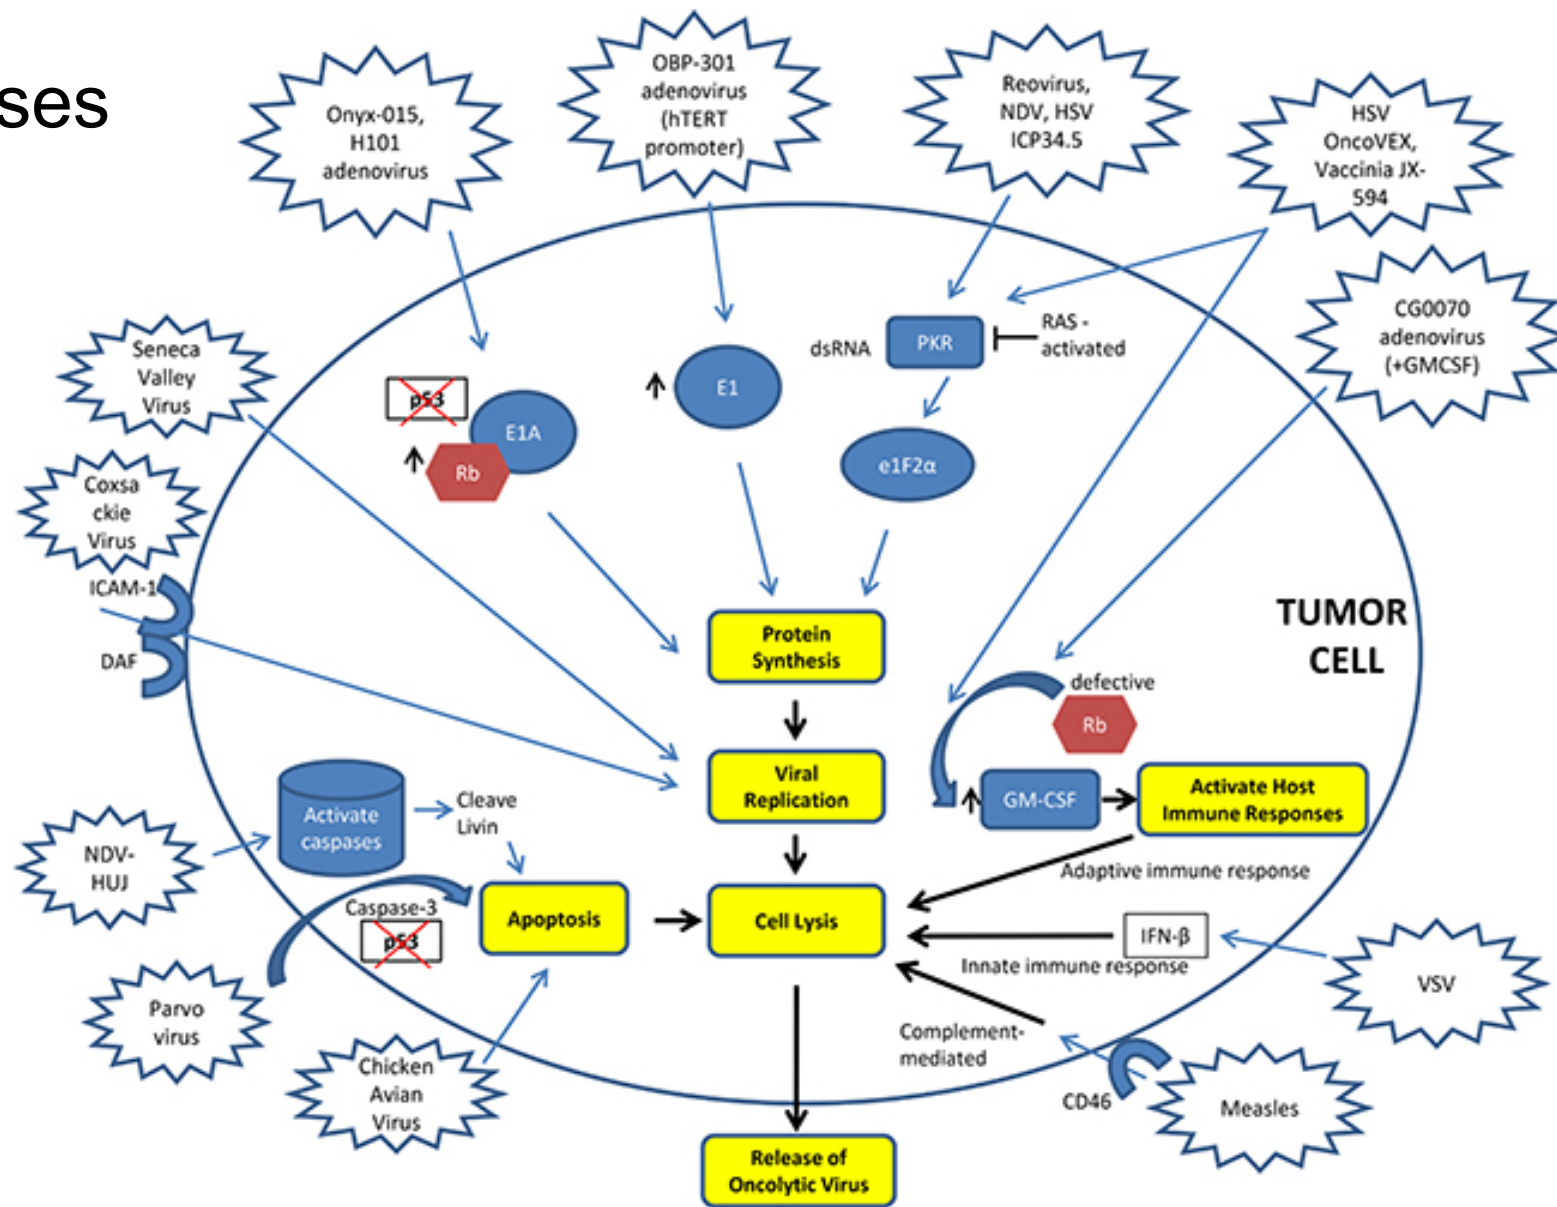 ses
Onyx-015,
H101
adenovirus
OBP-301
adenovirus
(hTERT
promoter)
Reovirus,
NDV, HSV
ICP34.5
HSV
OncoVEX,
Vaccinia JX-
594
CG0070
adenovirus
(+GMCSF)
Seneca
Valley
Virus
Coxsa
ckie
Virus
ICAM-1
DAF
p53
E1A
Rb
E1
dsRNA
PKR
RAS -
activated
e1F2α
Protein
Synthesis
TUMOR
CELL
defective
Rb
Viral
Replication
GM-CSF
Activate Host
Immune Responses
Activate
caspases
Cleave
Livin
NDV-
HUJ
Caspase-3
p53
Apoptosis
Cell Lysis
Adaptive immune response
IFN-β
Innate immune response
VSV
Parvo
virus
Chicken
Avian
Virus
Complement-
mediated
CD46
Measles
Release of
Oncolytic Virus